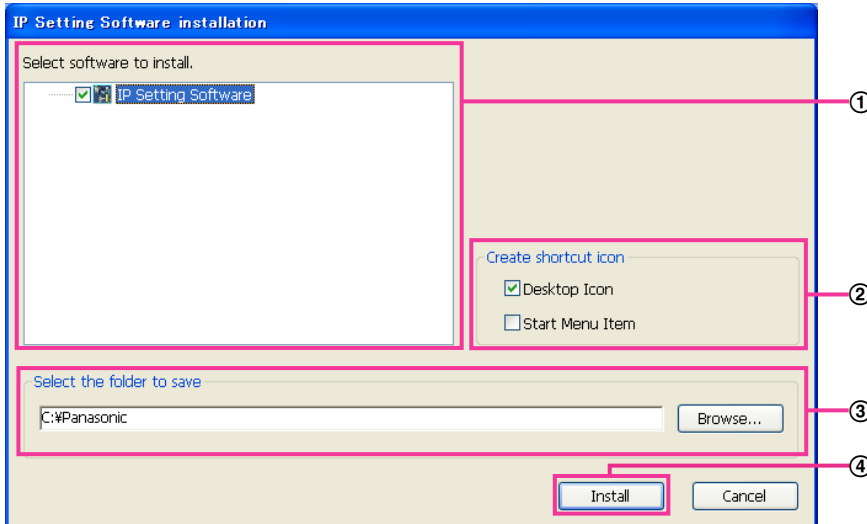 IP Setting Software installation
Select software to install.
IP Setting Software
①
Create shortcut icon
Desktop Icon
Start Menu Item
②
Select the folder to save
C:¥Panasonic
Browse...
③
④
Install
Cancel